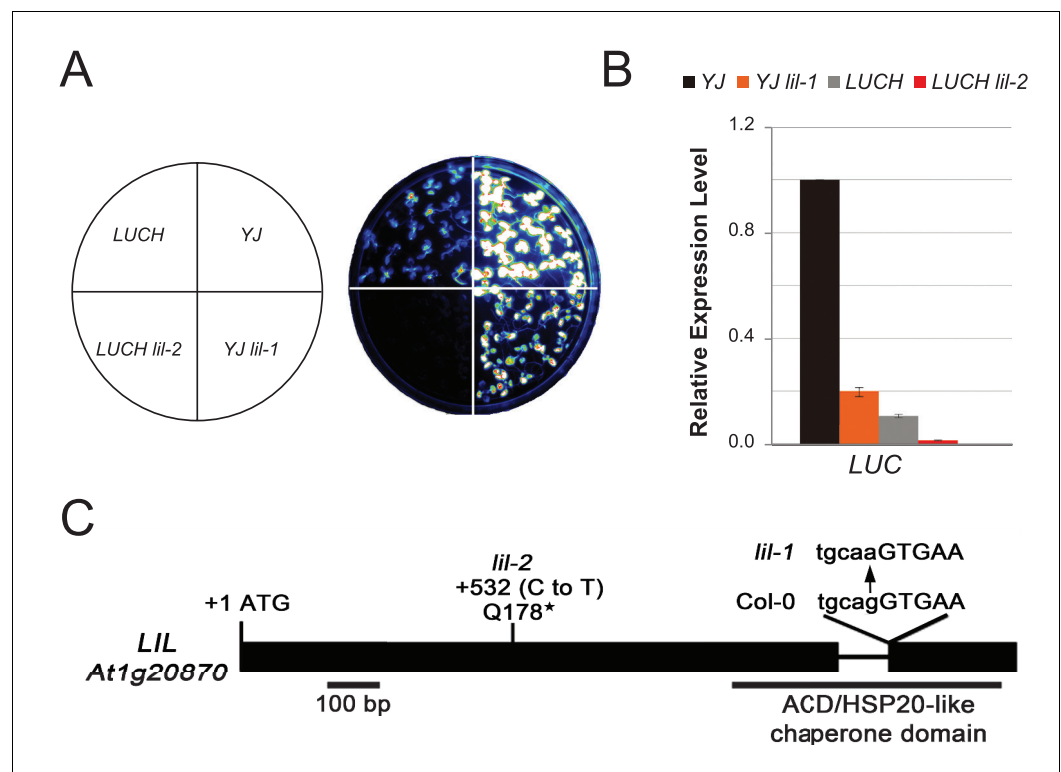 A
B
YJ YJ lil-1 LUCH LUCH lil-2
LUCH
YJ
LUCH lil-2
YJ lil-1
Relative Expression Level
1.2
0.8
0.4
0.0
LUC
C
lil-1 tgcaaGTGAA
Col-0 tgcagGTGAA
lil-2
+532 (C to T)
Q178★
+1 ATG
LIL
At1g20870
100 bp
ACD/HSP20-like
chaperone domain